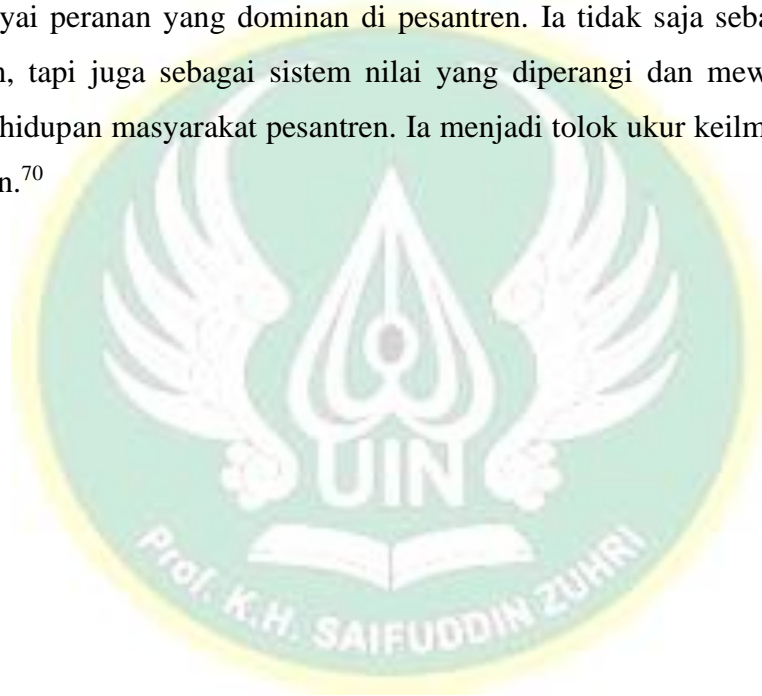 yai peranan yang dominan di pesantren. Ia tidak saja seba
n, tapi juga sebagai sistem nilai yang diperangi dan mew
hidupan masyarakat pesantren. Ia menjadi tolok ukur keilm
n.70
UIN
Prof. K.H. SAIFUDDIN ZUHRI